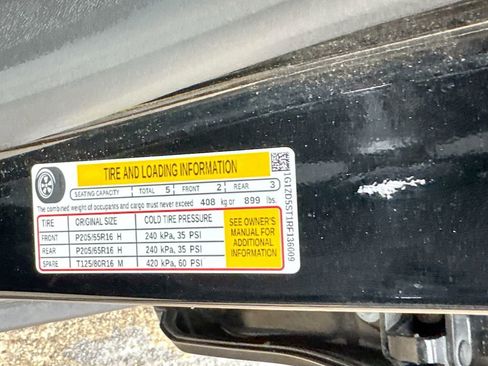 TIRE AND LOADING INFORMATION
SEATING CAPACITY TOTAL 5 FRONT 2 REAR 3
The combined weight of occupants and cargo must never exceed 408 kg or 899 lbs.
TIRE ORIGINAL SIZE COLD TIRE PRESSURE
FRONT P205/65R16 H 240 kPa, 35 PSI
REAR P205/65R16 H 240 kPa, 35 PSI
SPARE T125/80R16 M 420 kPa, 60 PSI
SEE OWNER'S
MANUAL FOR
ADDITIONAL
INFORMATION
1G1ZD5ST1RF136009